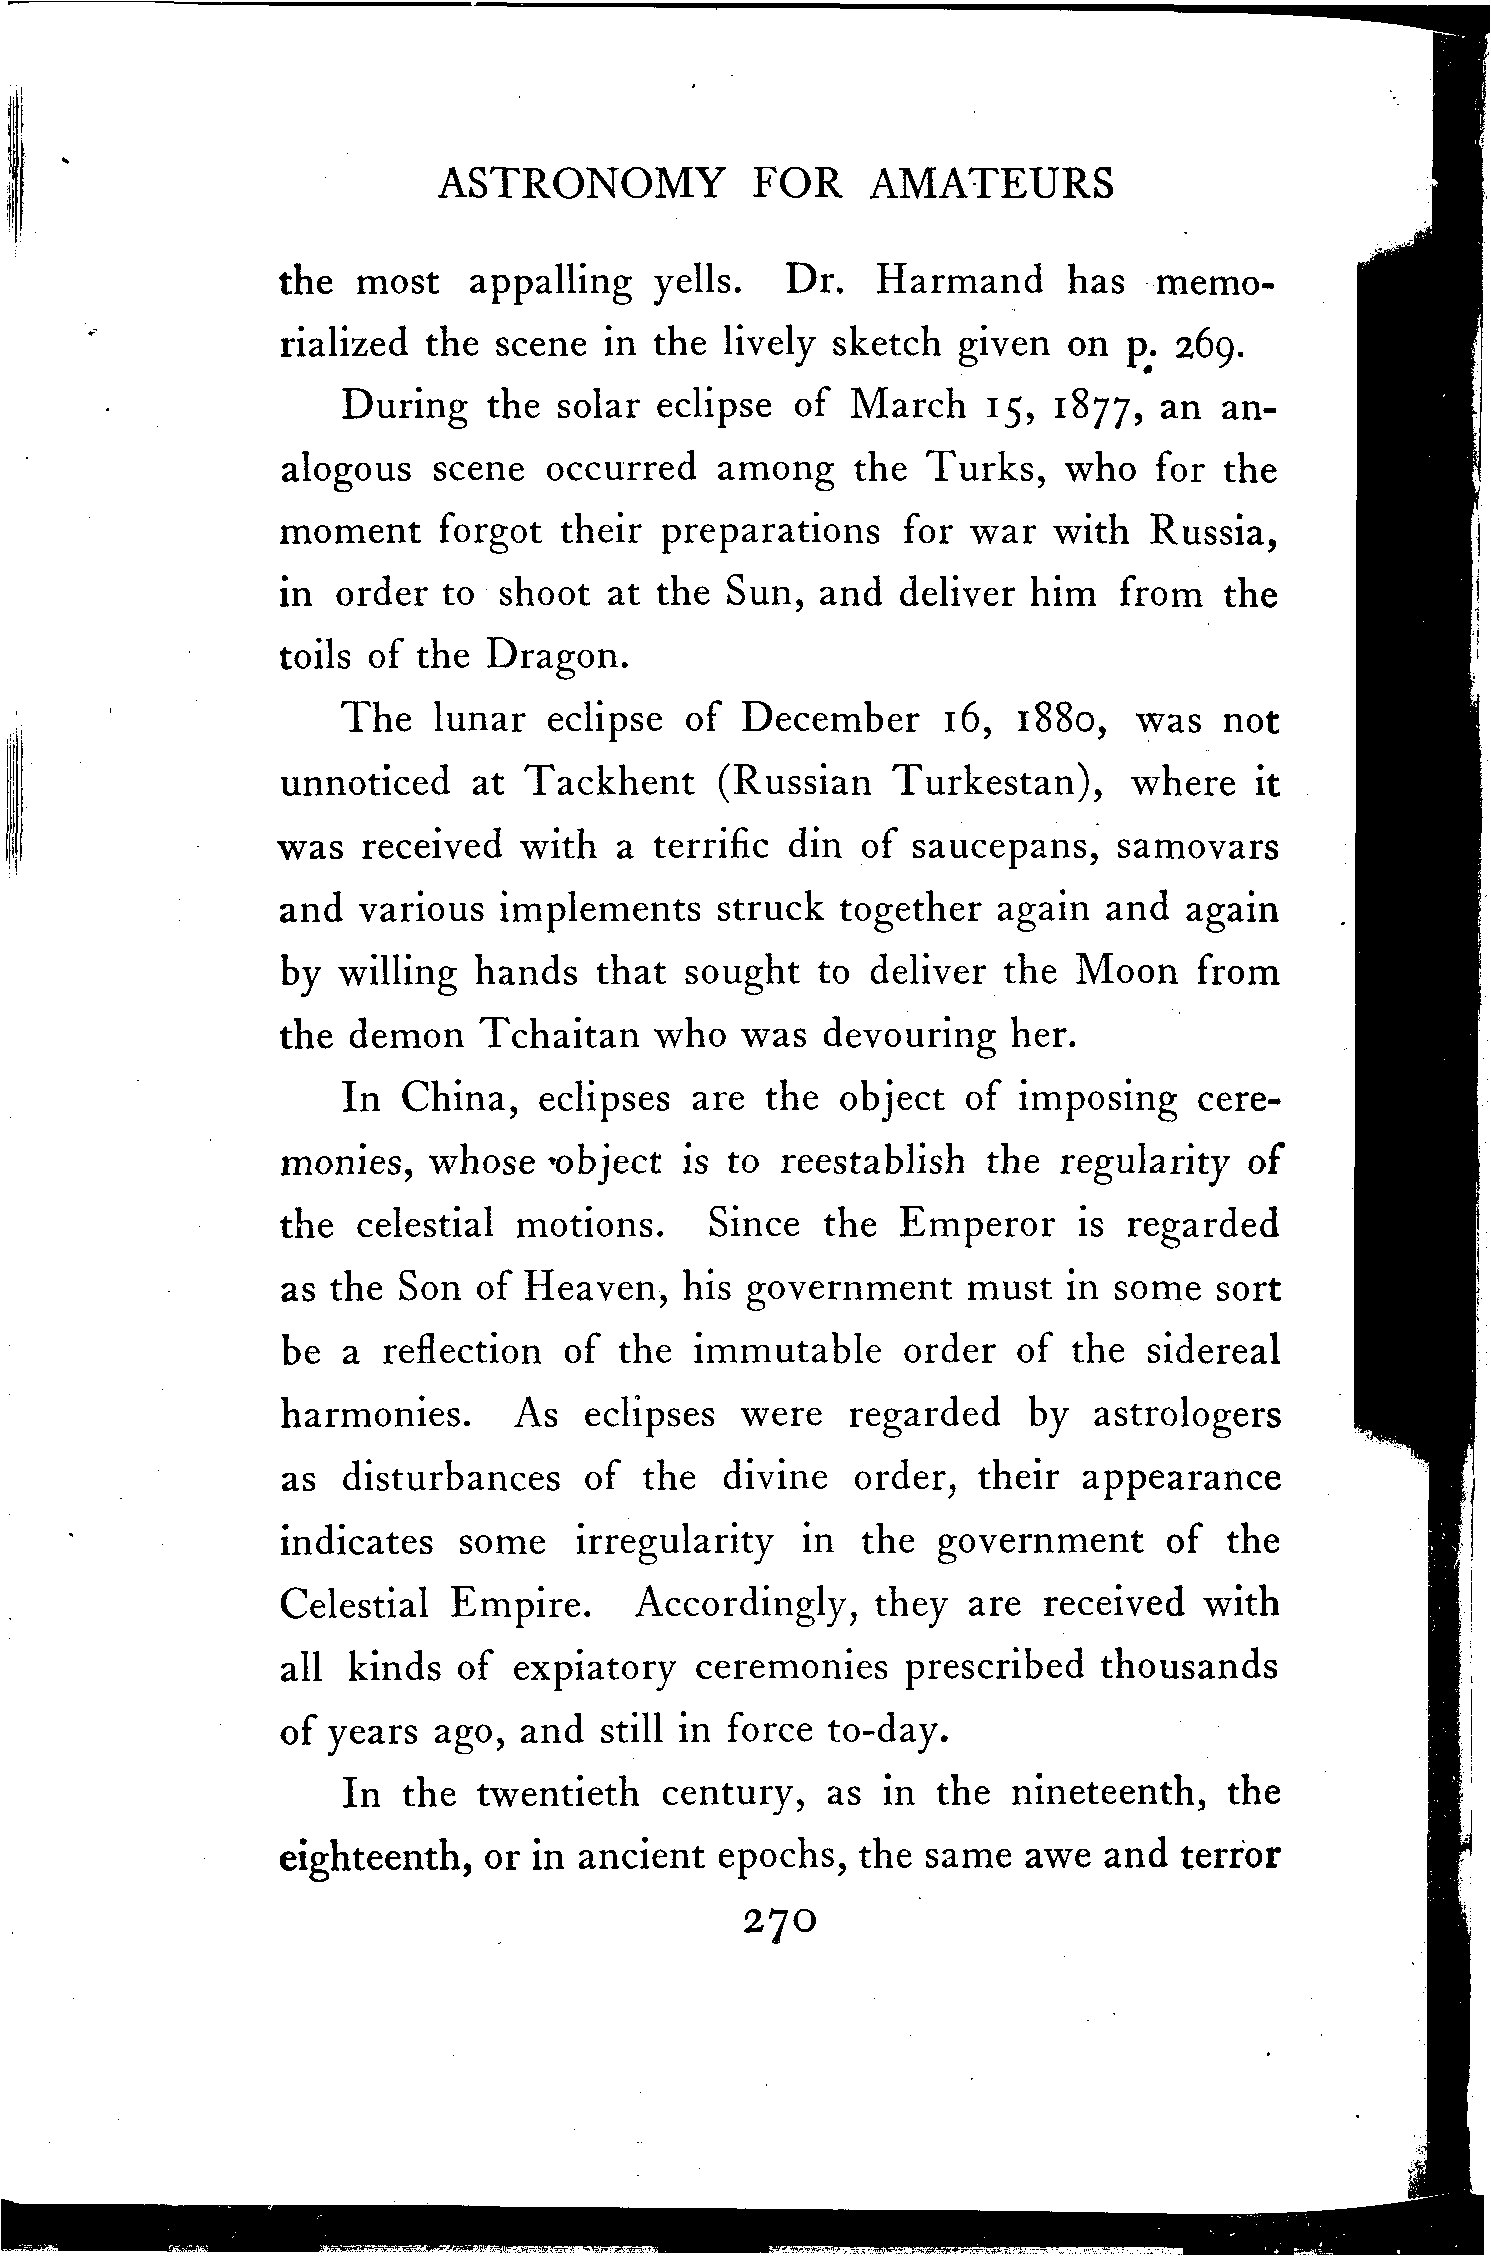 ASTRONOMY FOR AMATEURS
the most appalling yells. Dr. Harmand has memo-
rialized the scene in the lively sketch given on p. 269.
During the solar eclipse of March 15, 1877, an an-
alogous scene occurred among the Turks, who for the
moment forgot their preparations for war with Russia,
in order to shoot at the Sun, and deliver him from the
toils of the Dragon.
The lunar eclipse of December 16, 1880, was not
unnoticed at Tackhent (Russian Turkestan), where it
was received with a terrific din of saucepans, samovars
and various implements struck together again and again
by willing hands that sought to deliver the Moon from
the demon Tchaitan who was devouring her.
In China, eclipses are the object of imposing cere-
monies, whose object is to reestablish the regularity of
the celestial motions. Since the Emperor is regarded
as the Son of Heaven, his government must in some sort
be a reflection of the immutable order of the sidereal
harmonies. As eclipses were regarded by astrologers
as disturbances of the divine order, their appearance
indicates some irregularity in the government of the
Celestial Empire. Accordingly, they are received with
all kinds of expiatory ceremonies prescribed thousands
of years ago, and still in force to-day.
In the twentieth century, as in the nineteenth, the
eighteenth, or in ancient epochs, the same awe and terror
270